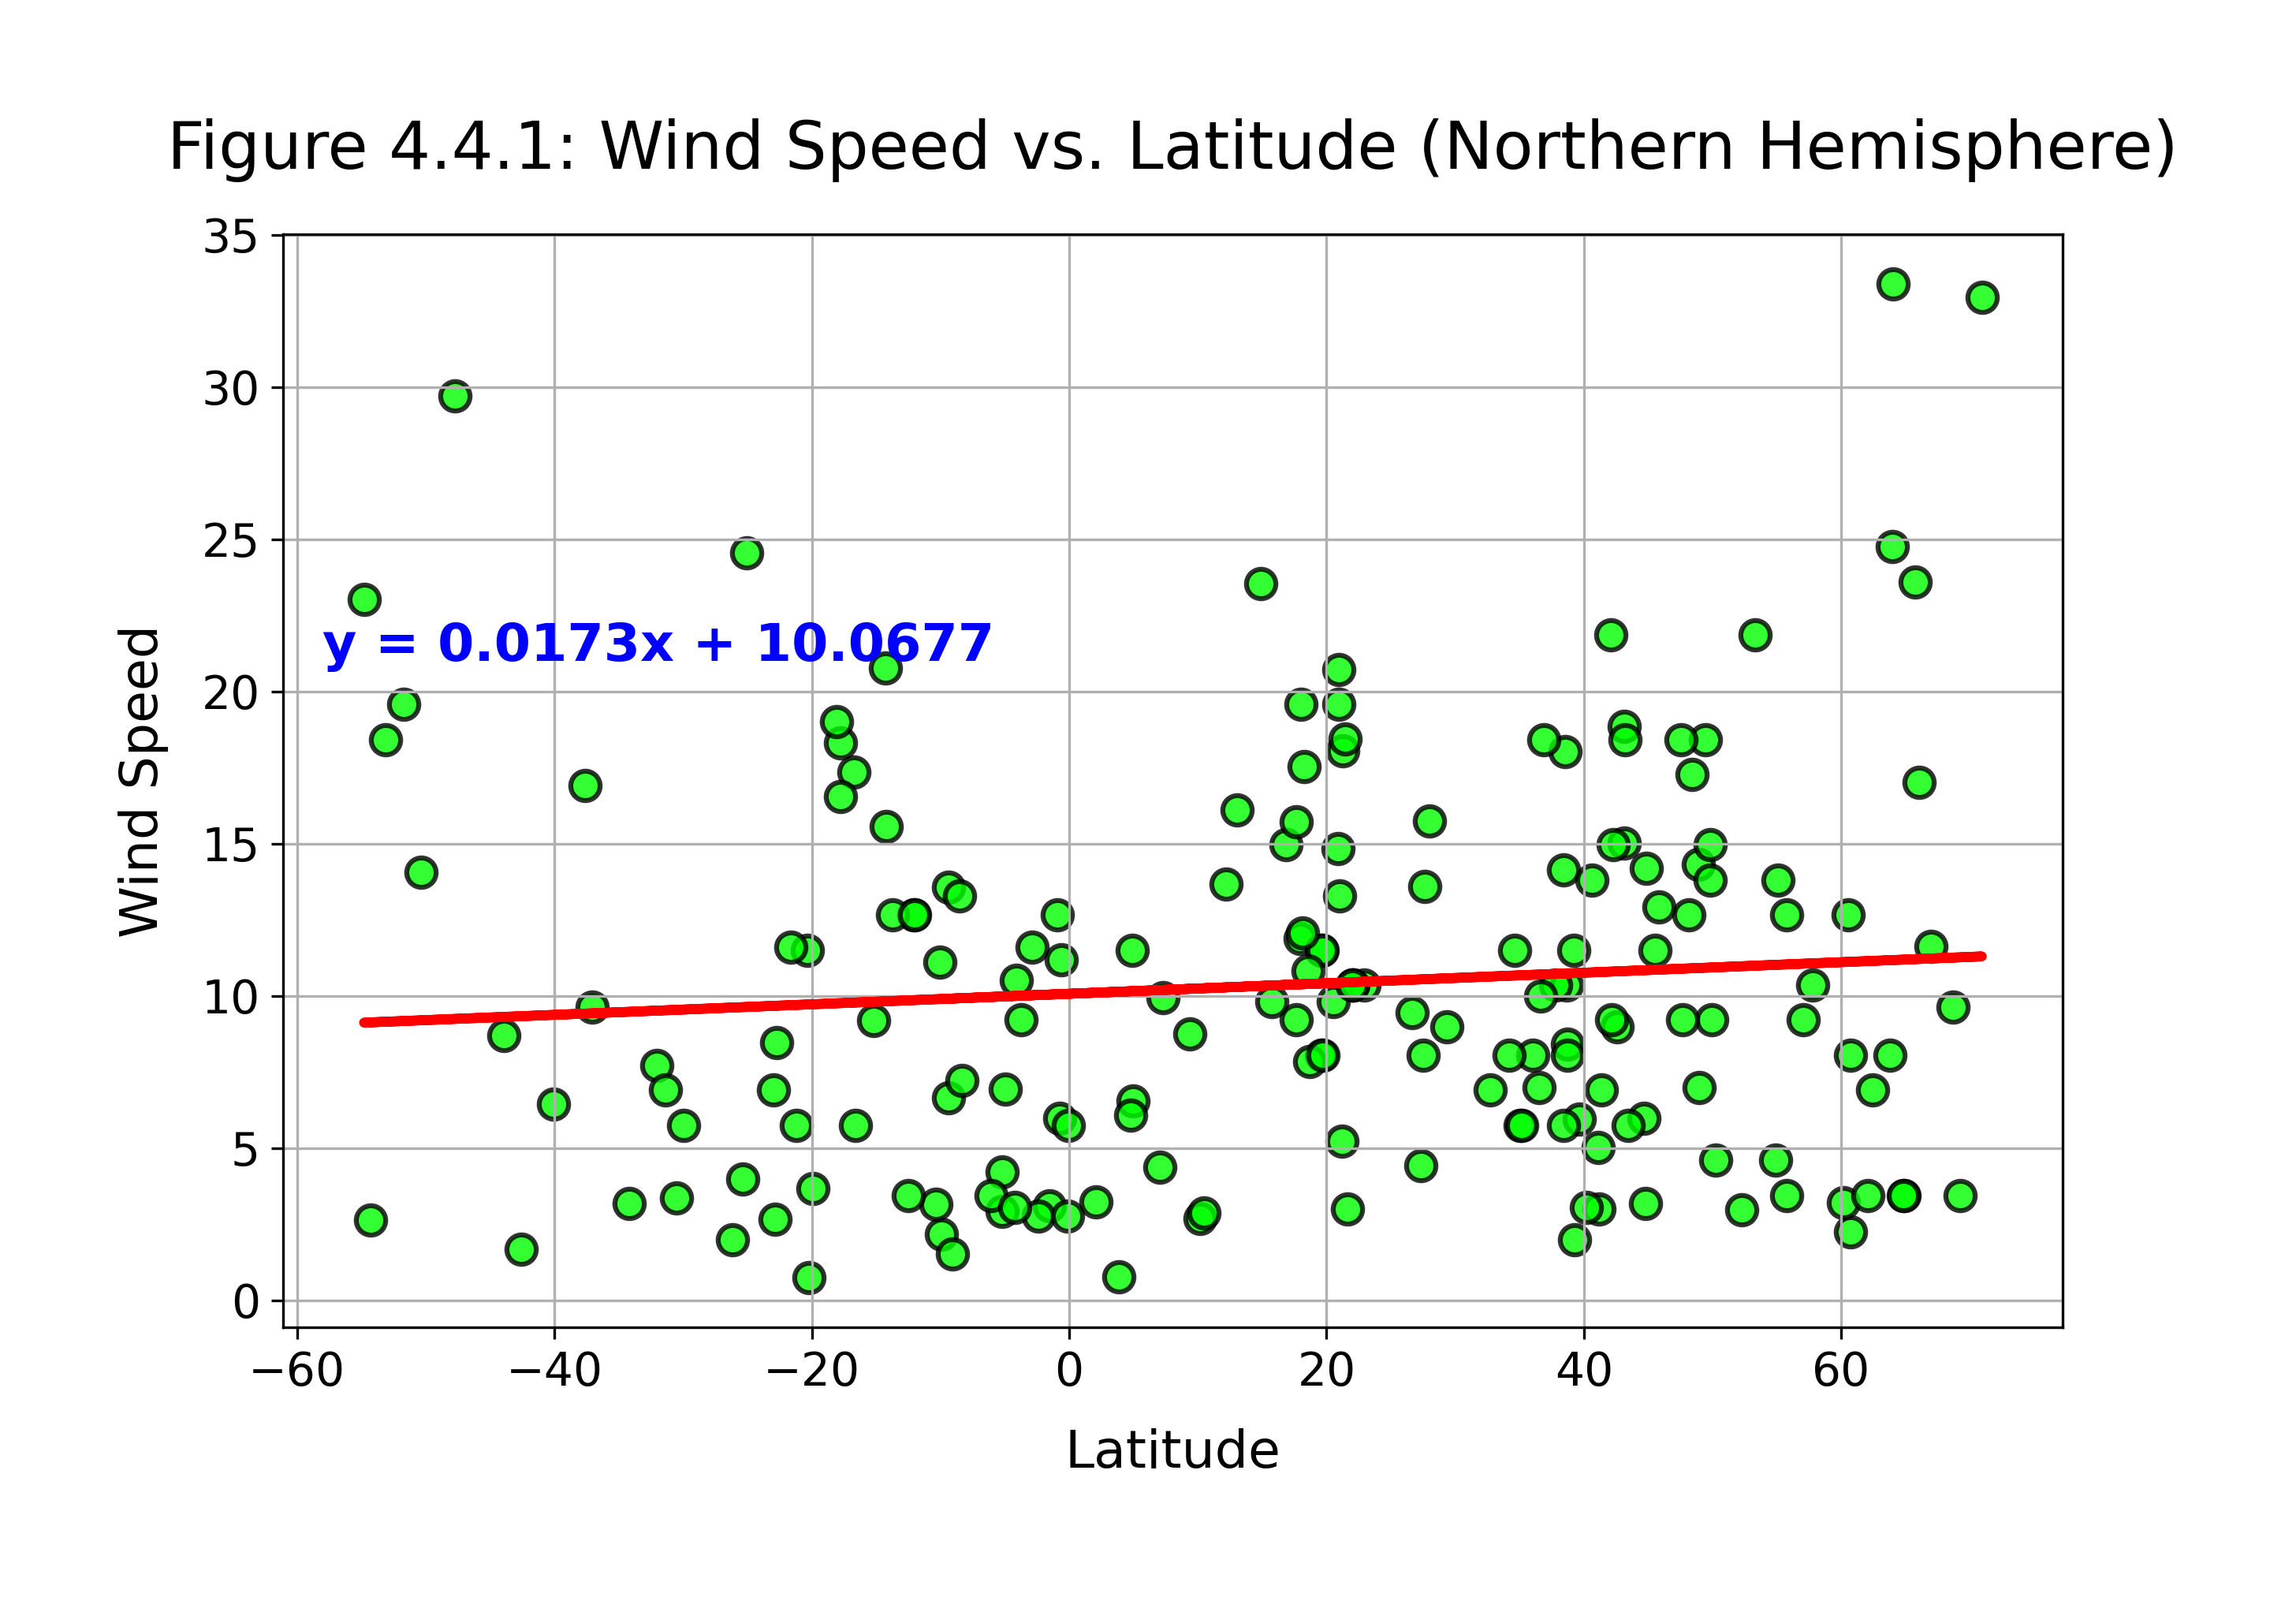 Figure 4.4.1: Wind Speed vs. Latitude (Northern Hemisphere)
35
30
25
20
15
10
5
0
Wind Speed
y = 0.0173x + 10.0677
−60 −40 −20 0 20 40 60
Latitude